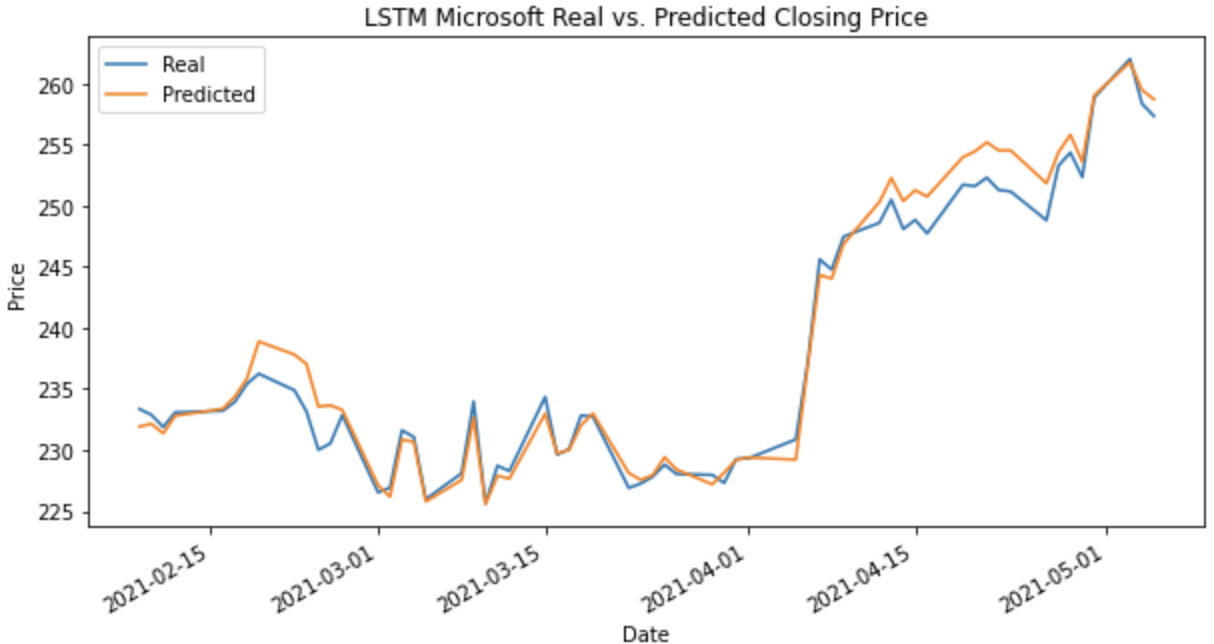 LSTM Microsoft Real vs. Predicted Closing Price
Real
Predicted
260
255
250
245
240
235
230
225
Price
2021-02-15
2021-03-01
2021-03-15
2021-04-01
2021-04-15
2021-05-01
Date